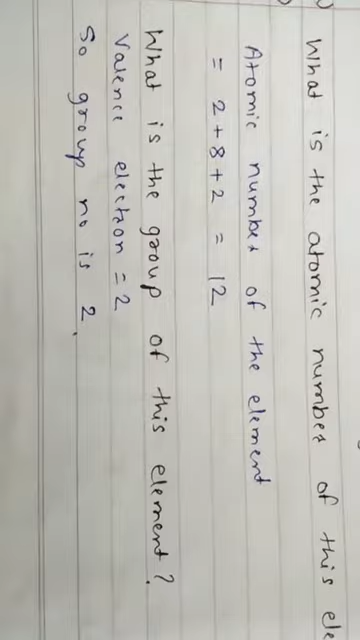 What is the atomic number of this ele
Atomic number of the element
= 2 + 8 + 2 = 12
What is the group of this element?
Valence electron = 2
So group no is 2.